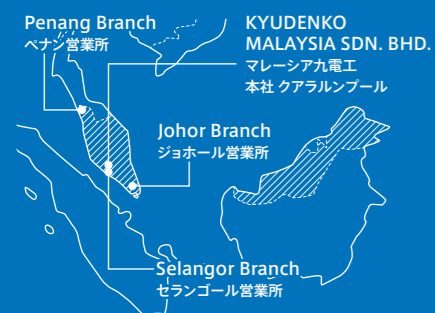 Penang Branch
ペナン営業所
KYUDENKO
MALAYSIA SDN. BHD.
マレーシア九電工
本社 クアラルンプール
Johor Branch
ジョホール営業所
Selangor Branch
セランゴール営業所